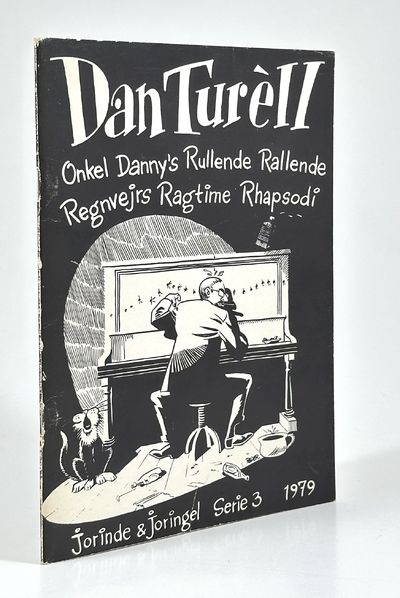 Dan Turèll
Onkel Danny's Rullende Rallende
Regnvejrs Ragtime Rhapsodi
Jorinde & Joringel Serie 3 1979